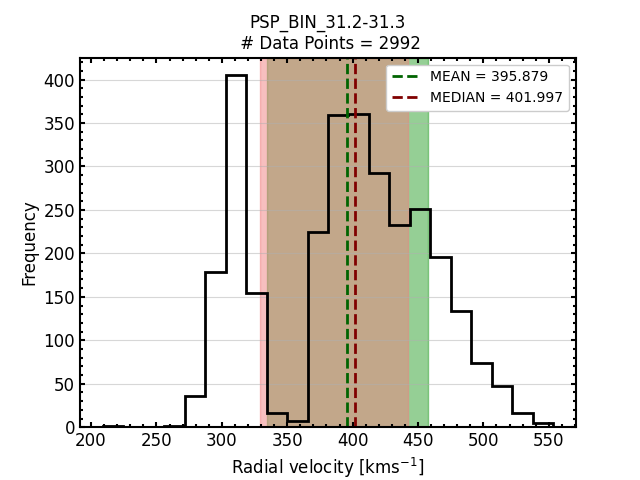 PSP_BIN_31.2-31.3
# Data Points = 2992
MEAN = 395.879
MEDIAN = 401.997
Frequency
400
350
300
250
200
150
100
50
0
200 250 300 350 400 450 500 550
Radial velocity [kms⁻¹]